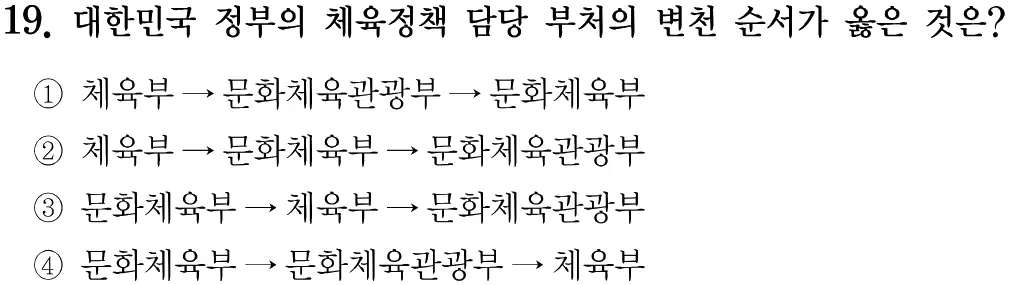 19. 대한민국 정부의 체육정책 담당 부처의 변천 순서가 옳은 것은?
① 체육부 → 문화체육관광부 → 문화체육부
② 체육부 → 문화체육부 → 문화체육관광부
③ 문화체육부 → 체육부 → 문화체육관광부
④ 문화체육부 → 문화체육관광부 → 체육부